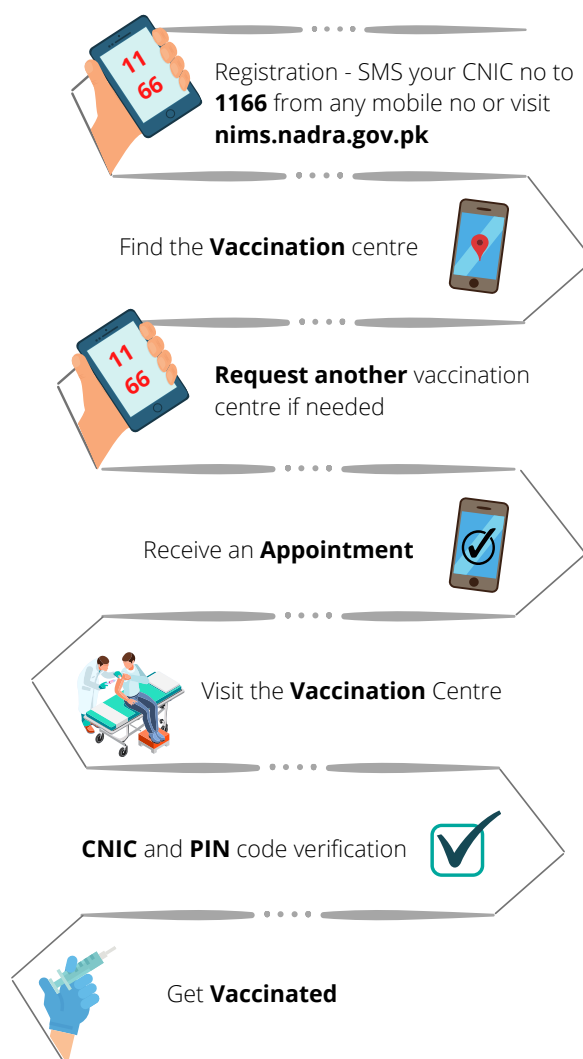 11
66
Registration - SMS your CNIC no to
1166 from any mobile no or visit
nims.nadra.gov.pk
Find the Vaccination centre
11
66
Request another vaccination
centre if needed
Receive an Appointment
Visit the Vaccination Centre
CNIC and PIN code verification
Get Vaccinated